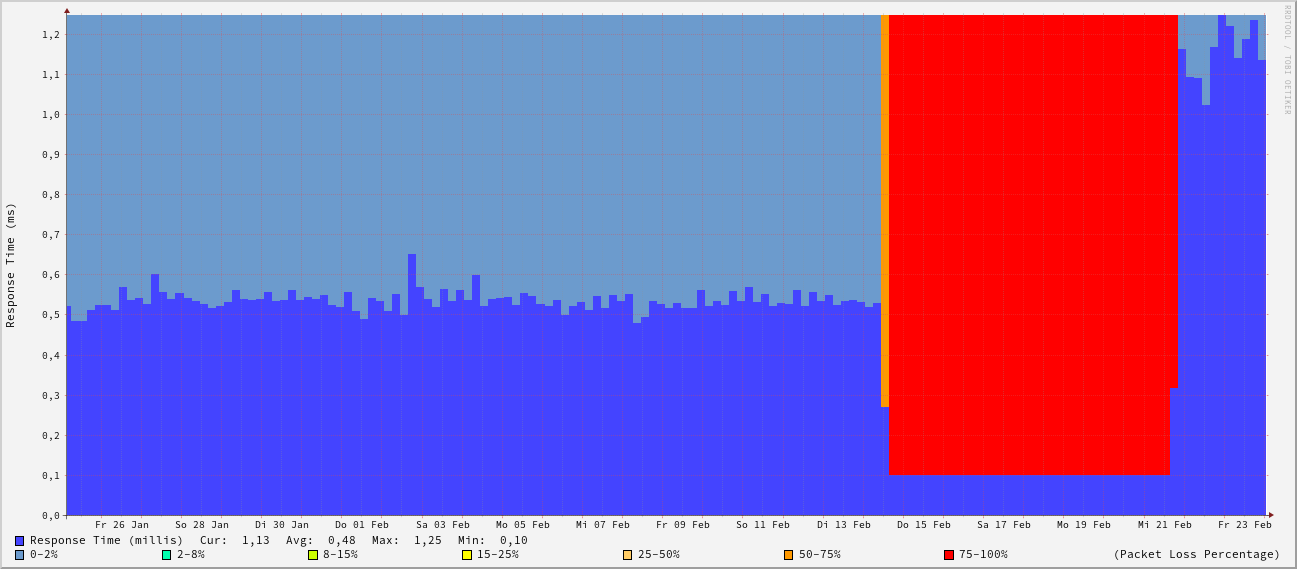 RRDTOOL / TOBI OETIKER
Response Time (ms)
1,2
1,1
1,0
0,9
0,8
0,7
0,6
0,5
0,4
0,3
0,2
0,1
0,0
Fr 26 Jan So 28 Jan Di 30 Jan Do 01 Feb Sa 03 Feb Mo 05 Feb Mi 07 Feb Fr 09 Feb So 11 Feb Di 13 Feb Do 15 Feb Sa 17 Feb Mo 19 Feb Mi 21 Feb Fr 23 Feb
Response Time (millis) Cur: 1,13 Avg: 0,48 Max: 1,25 Min: 0,10
0-2% 2-8% 8-15% 15-25% 25-50% 50-75% 75-100% (Packet Loss Percentage)